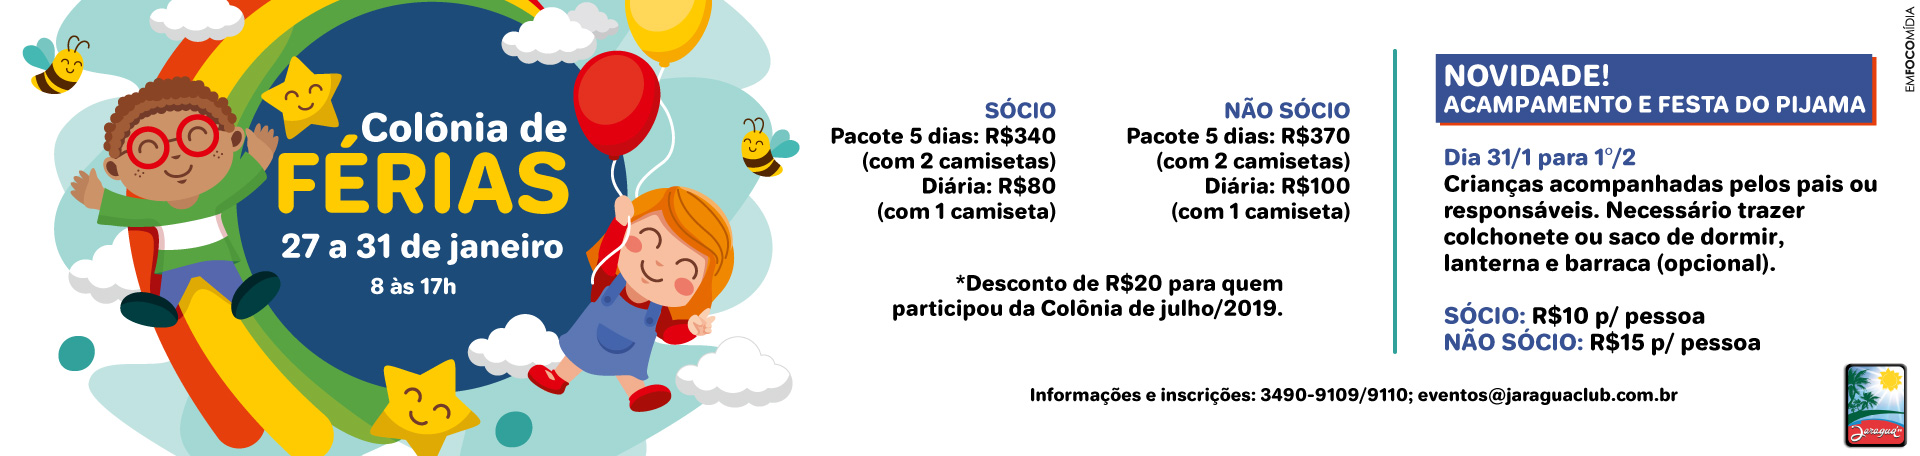 Colônia de
FÉRIAS
27 a 31 de janeiro
8 às 17h
SÓCIO
Pacote 5 dias: R$340
(com 2 camisetas)
Diária: R$80
(com 1 camiseta)
NÃO SÓCIO
Pacote 5 dias: R$370
(com 2 camisetas)
Diária: R$100
(com 1 camiseta)
*Desconto de R$20 para quem
participou da Colônia de julho/2019.
NOVIDADE!
ACAMPAMENTO E FESTA DO PIJAMA
Dia 31/1 para 1°/2
Crianças acompanhadas pelos pais ou
responsáveis. Necessário trazer
colchonete ou saco de dormir,
lanterna e barraca (opcional).
SÓCIO: R$10 p/ pessoa
NÃO SÓCIO: R$15 p/ pessoa
Informações e inscrições: 3490-9109/9110; eventos@jaraguaclub.com.br
Jaraguá
EMFOCOMÍDIA